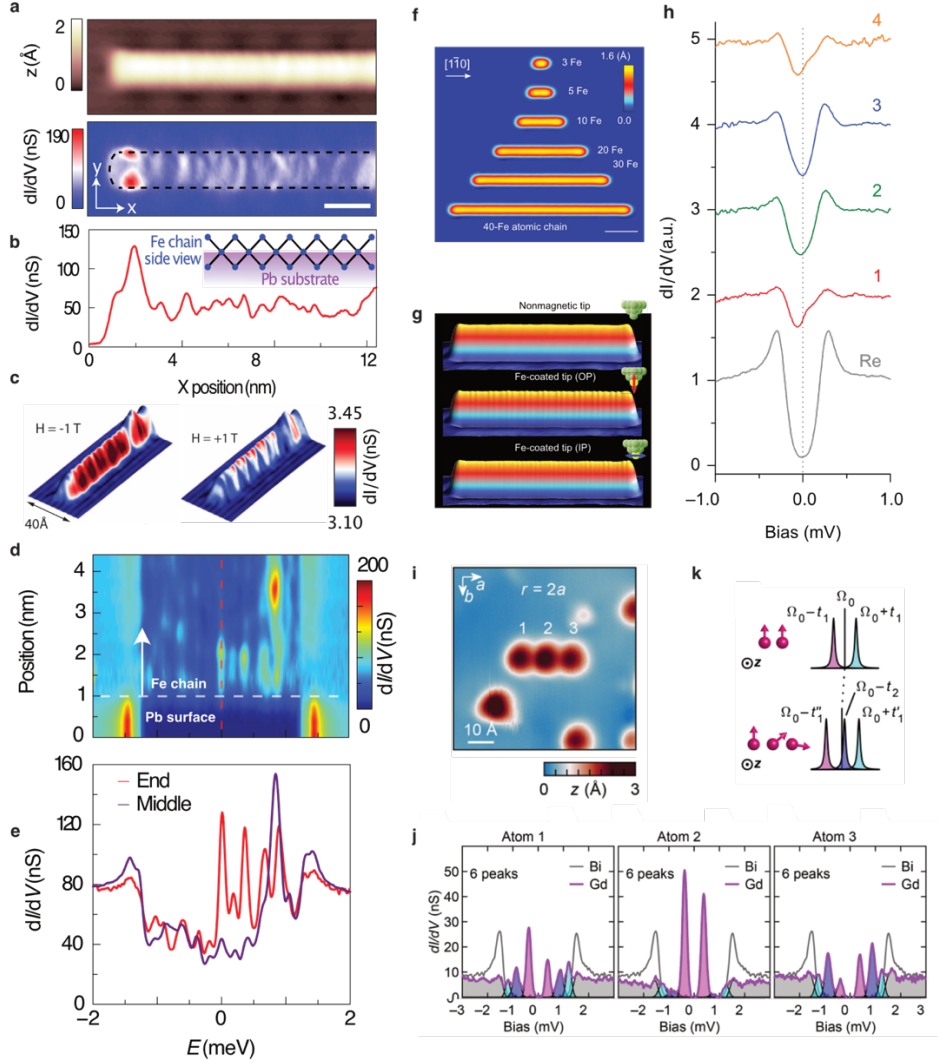 a
2
z(Å)
0
190
dI/dV(nS)
0
y
x
b
150
100
50
0
dI/dV(nS)
Fe chain
side view
Pb substrate
0
4
8
12
X position(nm)
c
H = -1 T
H = +1 T
40Å
3.45
3.10
dI/dV(nS)
d
4
3
2
1
0
Position(nm)
Fe chain
Pb surface
200
0
dI/dV(nS)
e
160
120
80
40
0
dI/dV(nS)
End
Middle
−2
0
2
E(meV)
f
[11̄0]
1.6 (Å)
0.0
3 Fe
5 Fe
10 Fe
20 Fe
30 Fe
40-Fe atomic chain
g
Nonmagnetic tip
Fe-coated tip (OP)
Fe-coated tip (IP)
h
5
4
3
2
1
0
dI/dV(a.u.)
4
3
2
1
Re
−1.0
0.0
1.0
Bias (mV)
i
a
b
r = 2a
1 2 3
10 Å
0 z (Å) 3
k
Ω₀
Ω₀−t₁
Ω₀+t₁
z
Ω₀−t₂
Ω₀−t″₁
Ω₀+t′₁
z
j
Atom 1
Atom 2
Atom 3
6 peaks
Bi
Gd
6 peaks
Bi
Gd
6 peaks
Bi
Gd
50
40
30
20
10
0
dI/dV (nS)
−3 −2 −1 0 1 2
−2 −1 0 1 2
−2 −1 0 1 2 3
Bias (mV)
Bias (mV)
Bias (mV)